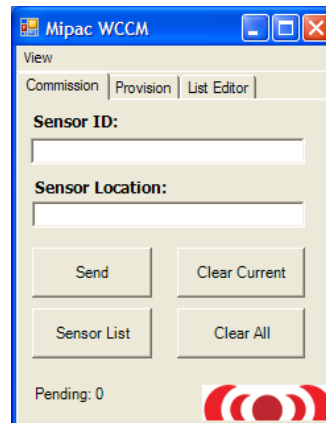 Mipac WCCM
View
Commission Provision List Editor
Sensor ID:
Sensor Location:
Send Clear Current
Sensor List Clear All
Pending: 0